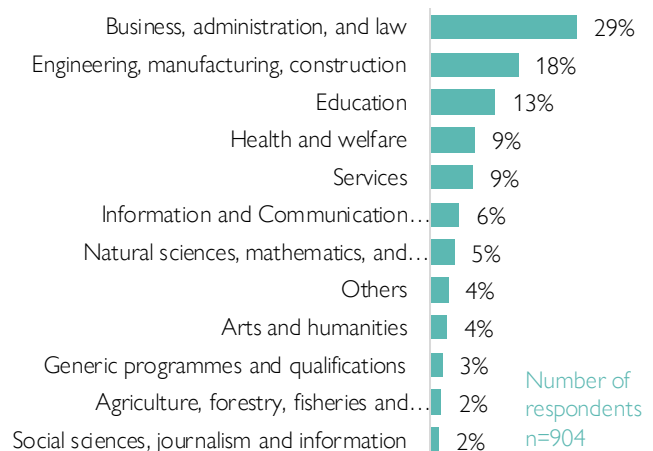 Business, administration, and law 29%
Engineering, manufacturing, construction 18%
Education 13%
Health and welfare 9%
Services 9%
Information and Communication… 6%
Natural sciences, mathematics, and… 5%
Others 4%
Arts and humanities 4%
Generic programmes and qualifications 3%
Agriculture, forestry, fisheries and… 2%
Social sciences, journalism and information 2%
Number of
respondents
n=904